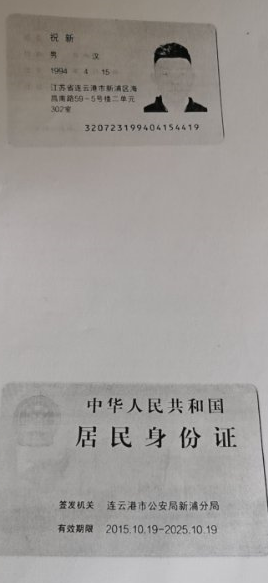 祝新
男 汉
1994 4 15
江苏省连云港市新浦区海
昌南路59-5号楼二单元
302室
320723199404154419
中华人民共和国
居民身份证
签发机关 连云港市公安局新浦分局
有效期限 2015.10.19-2025.10.19